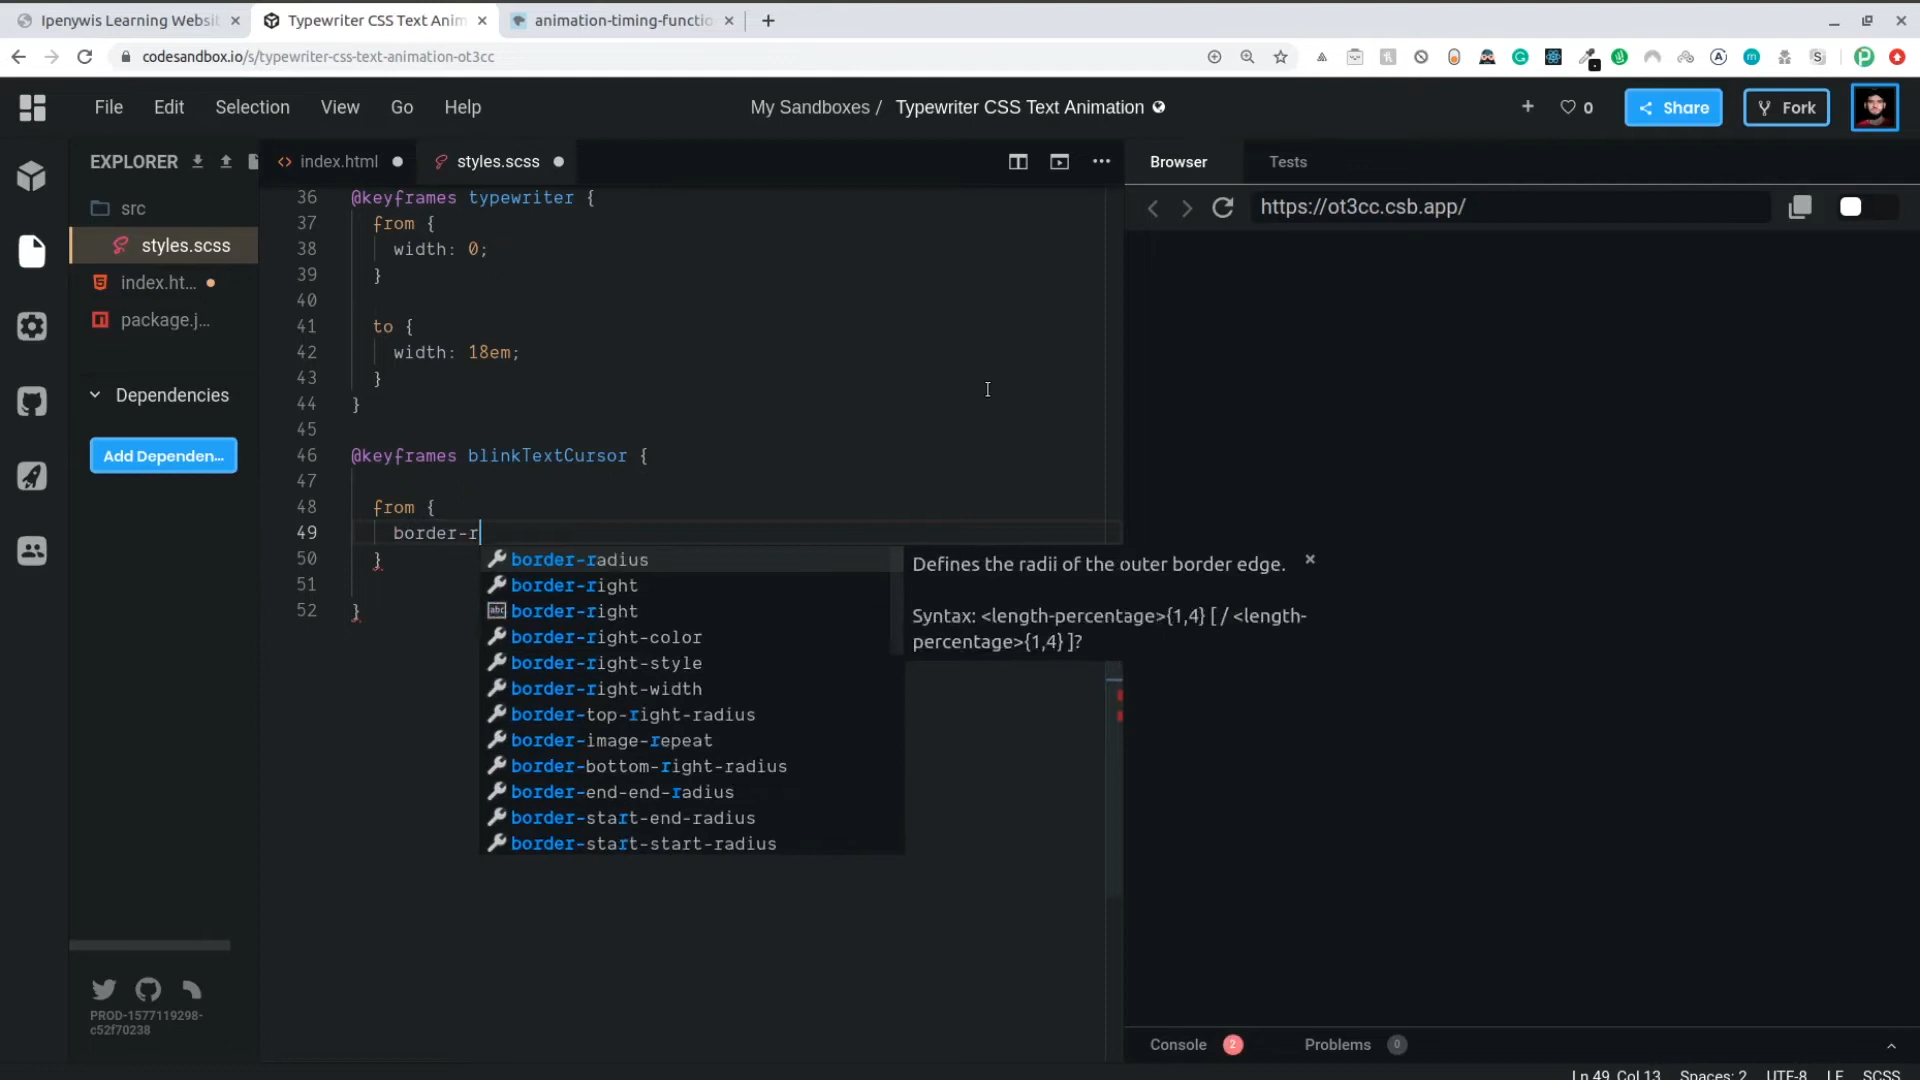 Ipenywis Learning Websi
Typewriter CSS Text Anim
animation-timing-functio
codesandbox.io/s/typewriter-css-text-animation-ot3cc
File Edit Selection View Go Help
My Sandboxes / Typewriter CSS Text Animation
0
Share
Fork
EXPLORER
src
styles.scss
index.ht...
package.j...
Dependencies
Add Dependen...
PROD-1577119298-
c52f70238
index.html
styles.scss
36 @keyframes typewriter {
37 from {
38 width: 0;
39 }
40
41 to {
42 width: 18em;
43 }
44 }
45
46 @keyframes blinkTextCursor {
47
48 from {
49 border-r
50 }
51
52 }
border-radius
border-right
abc border-right
border-right-color
border-right-style
border-right-width
border-top-right-radius
border-image-repeat
border-bottom-right-radius
border-end-end-radius
border-start-end-radius
border-start-start-radius
Defines the radii of the outer border edge.
Syntax: <length-percentage>{1,4} [ / <length-
percentage>{1,4} ]?
Browser Tests
https://ot3cc.csb.app/
Console 2 Problems 0
Ln 49, Col 13 Spaces: 2 UTF-8 LF SCSS